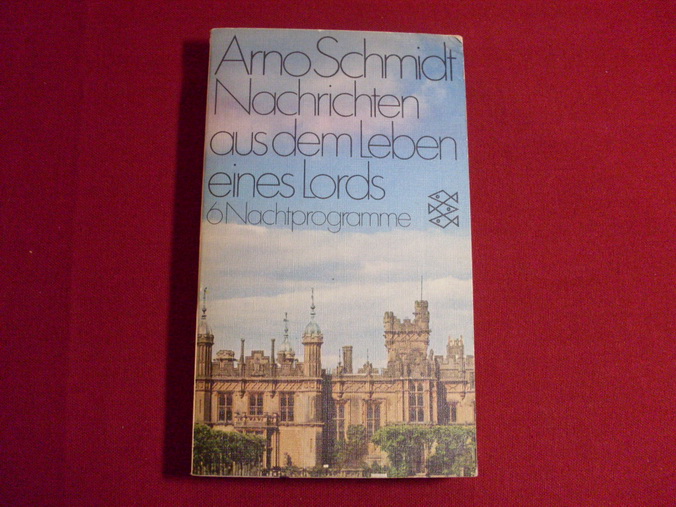 Arno Schmidt
Nachrichten
aus dem Leben
eines Lords
6 Nachtprogramme